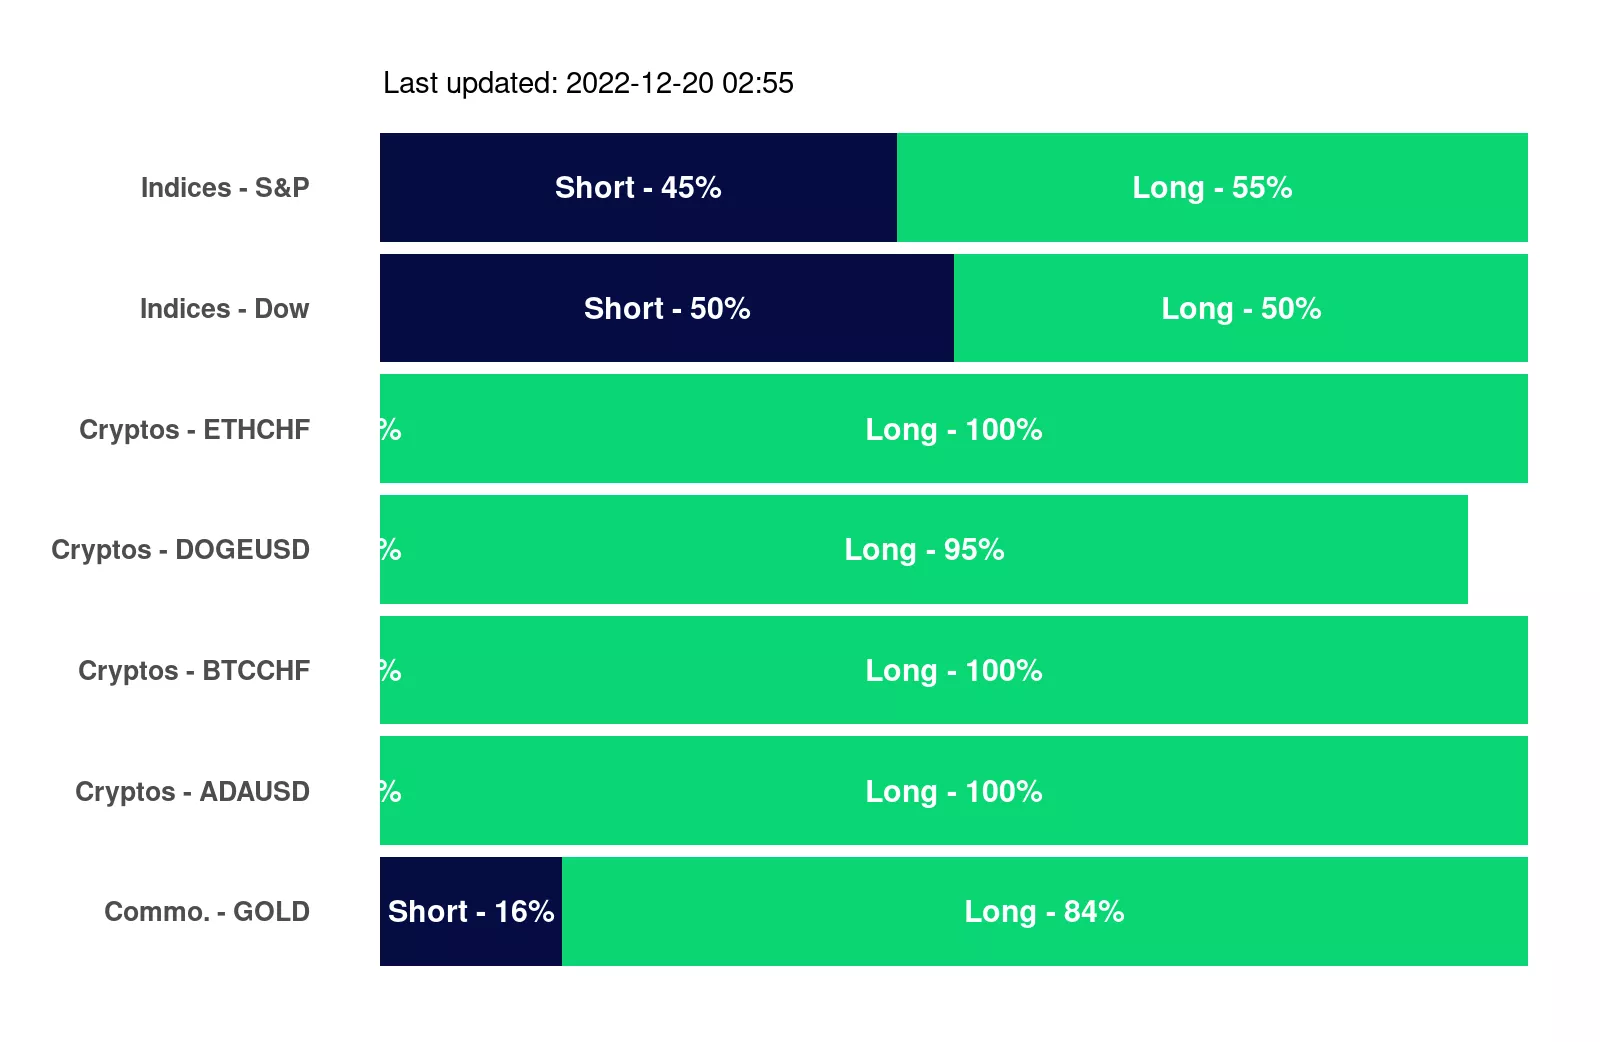 Last updated: 2022-12-20 02:55
Indices - S&P Short - 45% Long - 55%
Indices - Dow Short - 50% Long - 50%
Cryptos - ETHCHF % Long - 100%
Cryptos - DOGEUSD % Long - 95%
Cryptos - BTCCHF % Long - 100%
Cryptos - ADAUSD % Long - 100%
Commo. - GOLD Short - 16% Long - 84%